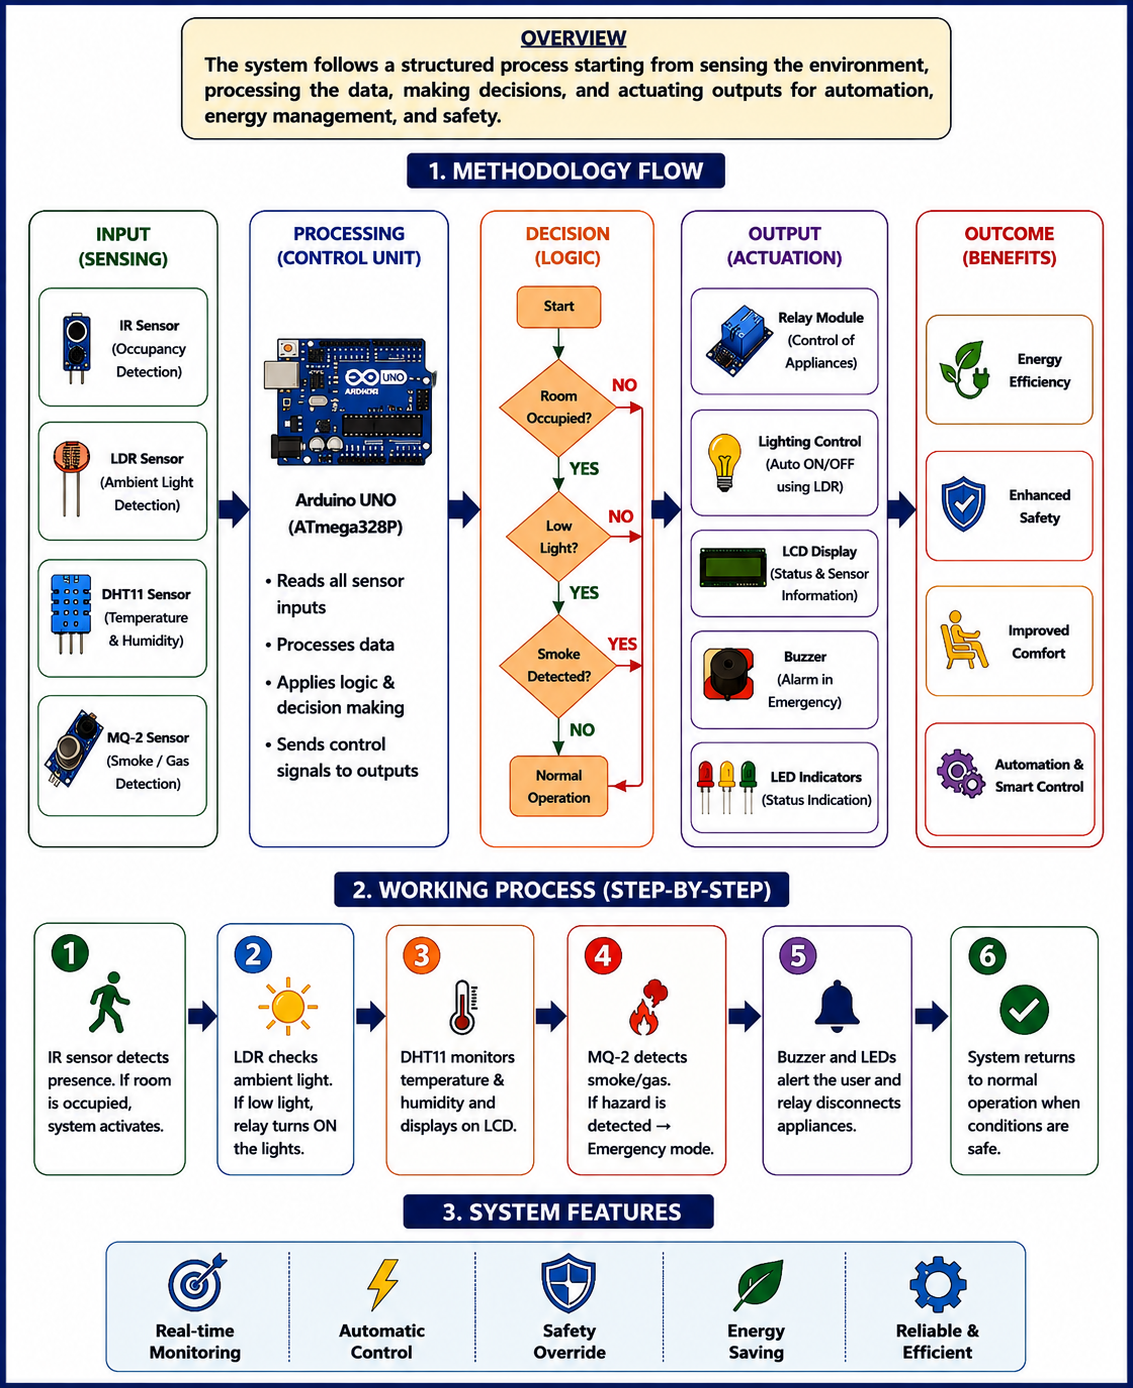 OVERVIEW
The system follows a structured process starting from sensing the environment,
processing the data, making decisions, and actuating outputs for automation,
energy management, and safety.
1. METHODOLOGY FLOW
INPUT
(SENSING)
IR Sensor
(Occupancy
Detection)
LDR Sensor
(Ambient Light
Detection)
DHT11 Sensor
(Temperature
& Humidity)
MQ-2 Sensor
(Smoke / Gas
Detection)
PROCESSING
(CONTROL UNIT)
UNO
Arduino UNO
(ATmega328P)
• Reads all sensor
inputs
• Processes data
• Applies logic &
decision making
• Sends control
signals to outputs
DECISION
(LOGIC)
Start
Room
Occupied?
NO
YES
Low
Light?
NO
YES
Smoke
Detected?
YES
NO
Normal
Operation
OUTPUT
(ACTUATION)
Relay Module
(Control of
Appliances)
Lighting Control
(Auto ON/OFF
using LDR)
LCD Display
(Status & Sensor
Information)
Buzzer
(Alarm in
Emergency)
LED Indicators
(Status Indication)
OUTCOME
(BENEFITS)
Energy
Efficiency
Enhanced
Safety
Improved
Comfort
Automation &
Smart Control
2. WORKING PROCESS (STEP-BY-STEP)
1
IR sensor detects
presence. If room
is occupied,
system activates.
2
LDR checks
ambient light.
If low light,
relay turns ON
the lights.
3
DHT11 monitors
temperature &
humidity and
displays on LCD.
4
MQ-2 detects
smoke/gas.
If hazard is
detected →
Emergency mode.
5
Buzzer and LEDs
alert the user and
relay disconnects
appliances.
6
System returns
to normal
operation when
conditions are
safe.
3. SYSTEM FEATURES
Real-time
Monitoring
Automatic
Control
Safety
Override
Energy
Saving
Reliable &
Efficient